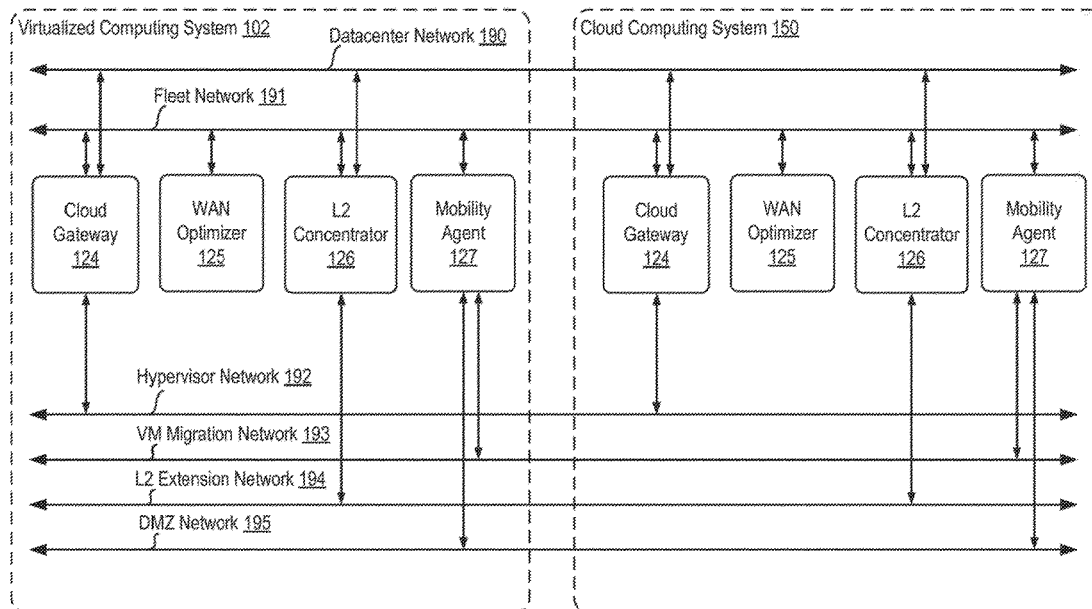 Virtualized Computing System 102
Cloud Computing System 150
Datacenter Network 190
Fleet Network 191
Cloud
Gateway
124
WAN
Optimizer
125
L2
Concentrator
126
Mobility
Agent
127
Cloud
Gateway
124
WAN
Optimizer
125
L2
Concentrator
126
Mobility
Agent
127
Hypervisor Network 192
VM Migration Network 193
L2 Extension Network 194
DMZ Network 195